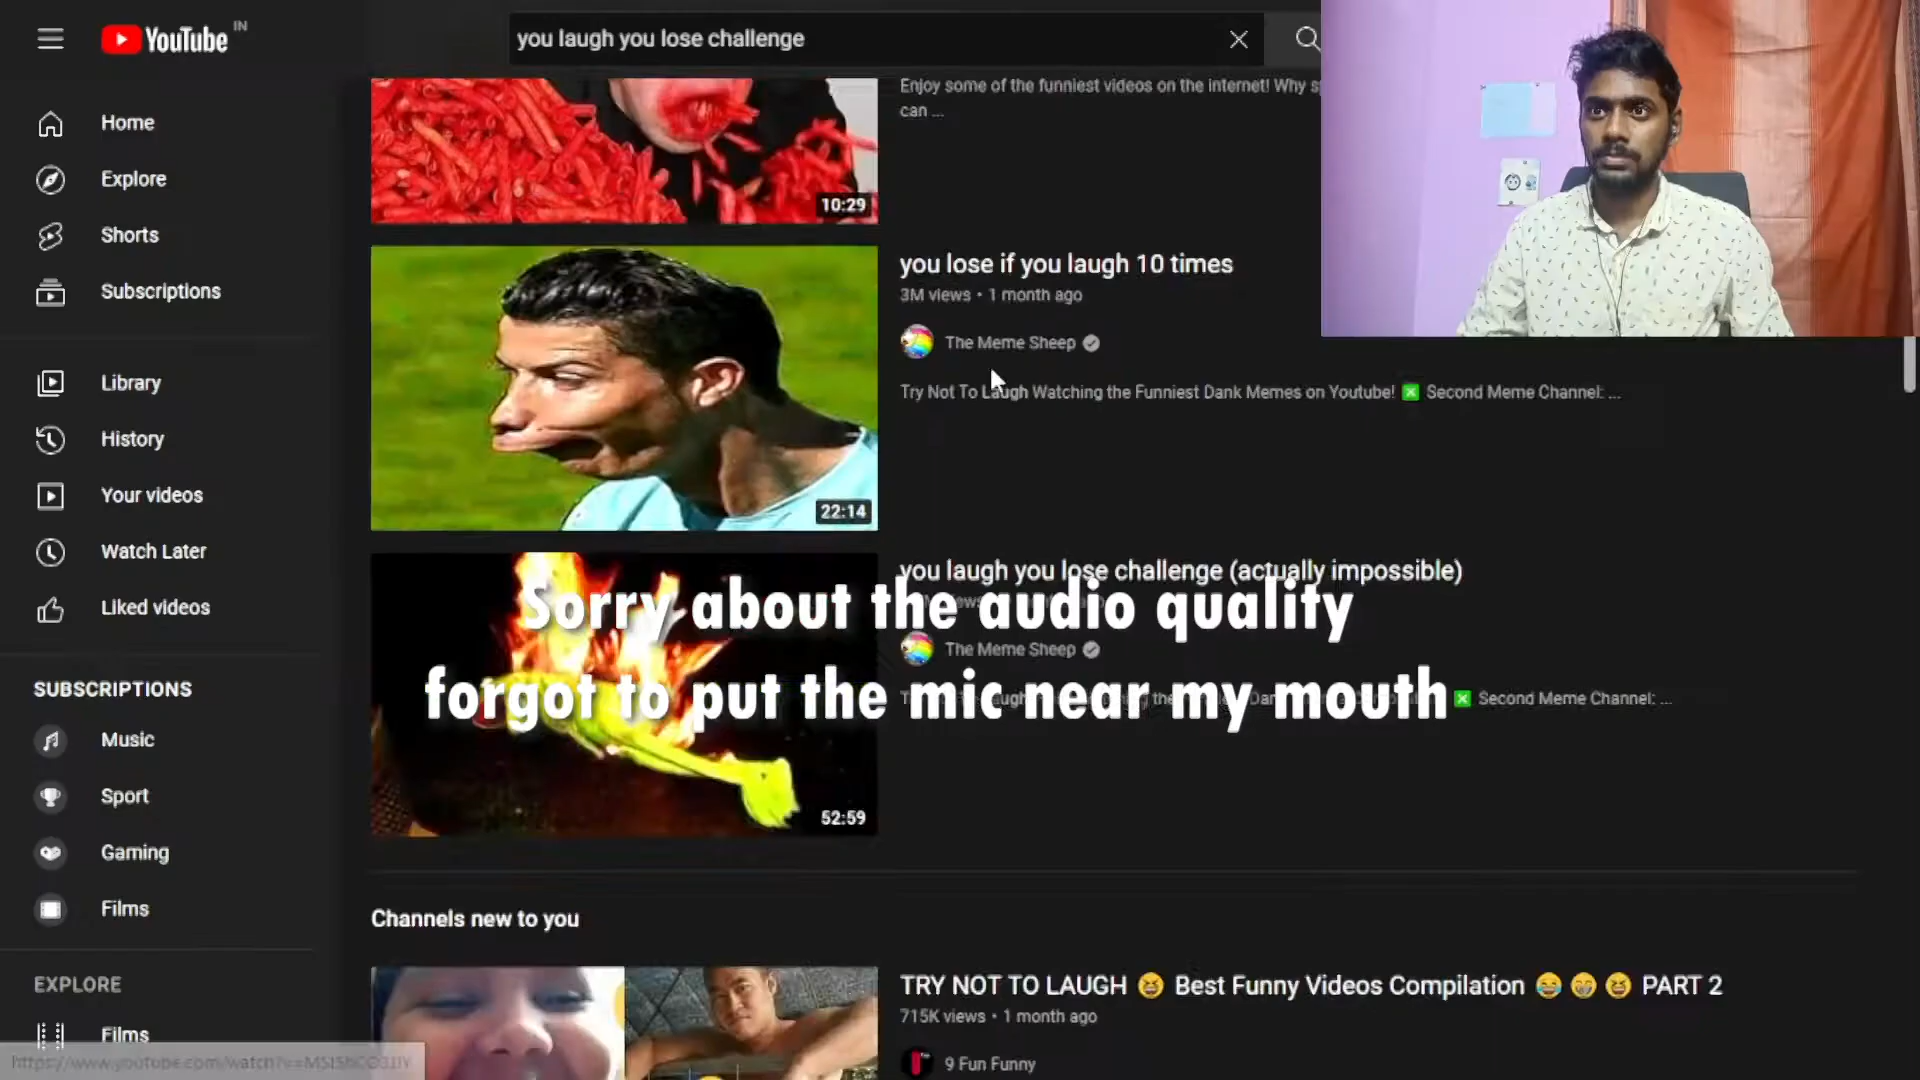 YouTube IN
you laugh you lose challenge
Home
Explore
Shorts
Subscriptions
Library
History
Your videos
Watch Later
Liked videos
SUBSCRIPTIONS
Music
Sport
Gaming
Films
EXPLORE
Films
Enjoy some of the funniest videos on the internet! Why
can ...
10:29
you lose if you laugh 10 times
3M views • 1 month ago
The Meme Sheep
Try Not To Laugh Watching the Funniest Dank Memes on Youtube! ❎ Second Meme Channel: ...
22:14
you laugh you lose challenge (actually impossible)
The Meme Sheep
❎ Second Meme Channel: ...
52:59
Sorry about the audio quality
forgot to put the mic near my mouth
Channels new to you
TRY NOT TO LAUGH 😆 Best Funny Videos Compilation 😂😁😆 PART 2
715K views • 1 month ago
9 Fun Funny